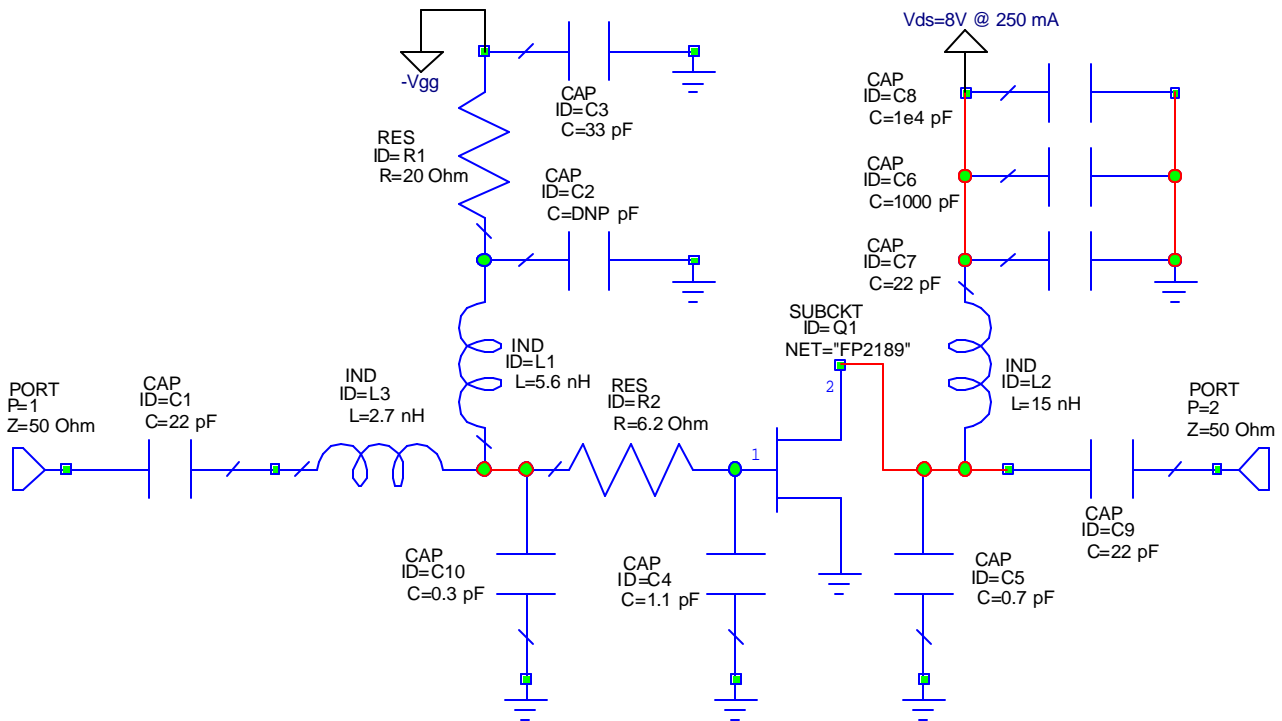 Vds=8V @ 250 mA
-Vgg
CAP
ID=C3
C=33 pF
RES
ID=R1
R=20 Ohm
CAP
ID=C2
C=DNP pF
CAP
ID=C8
C=1e4 pF
CAP
ID=C6
C=1000 pF
CAP
ID=C7
C=22 pF
SUBCKT
ID=Q1
NET="FP2189"
IND
ID=L1
L=5.6 nH
IND
ID=L2
L=15 nH
PORT
P=1
Z=50 Ohm
CAP
ID=C1
C=22 pF
IND
ID=L3
L=2.7 nH
RES
ID=R2
R=6.2 Ohm
1
2
PORT
P=2
Z=50 Ohm
CAP
ID=C9
C=22 pF
CAP
ID=C10
C=0.3 pF
CAP
ID=C4
C=1.1 pF
CAP
ID=C5
C=0.7 pF